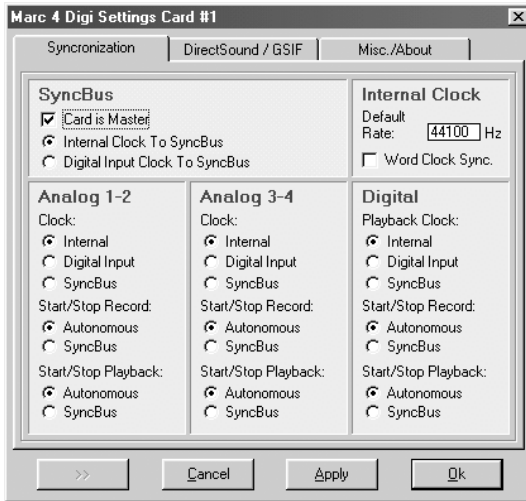 Marc 4 Digi Settings Card #1
Syncronization
DirectSound / GSIF
Misc./About
SyncBus
Card is Master
Internal Clock To SyncBus
Digital Input Clock To SyncBus
Internal Clock
Default
Rate: 44100 Hz
Word Clock Sync.
Analog 1-2
Clock:
Internal
Digital Input
SyncBus
Start/Stop Record:
Autonomous
SyncBus
Start/Stop Playback:
Autonomous
SyncBus
Analog 3-4
Clock:
Internal
Digital Input
SyncBus
Start/Stop Record:
Autonomous
SyncBus
Start/Stop Playback:
Autonomous
SyncBus
Digital
Playback Clock:
Internal
Digital Input
SyncBus
Start/Stop Record:
Autonomous
SyncBus
Start/Stop Playback:
Autonomous
SyncBus
>>
Cancel
Apply
Ok